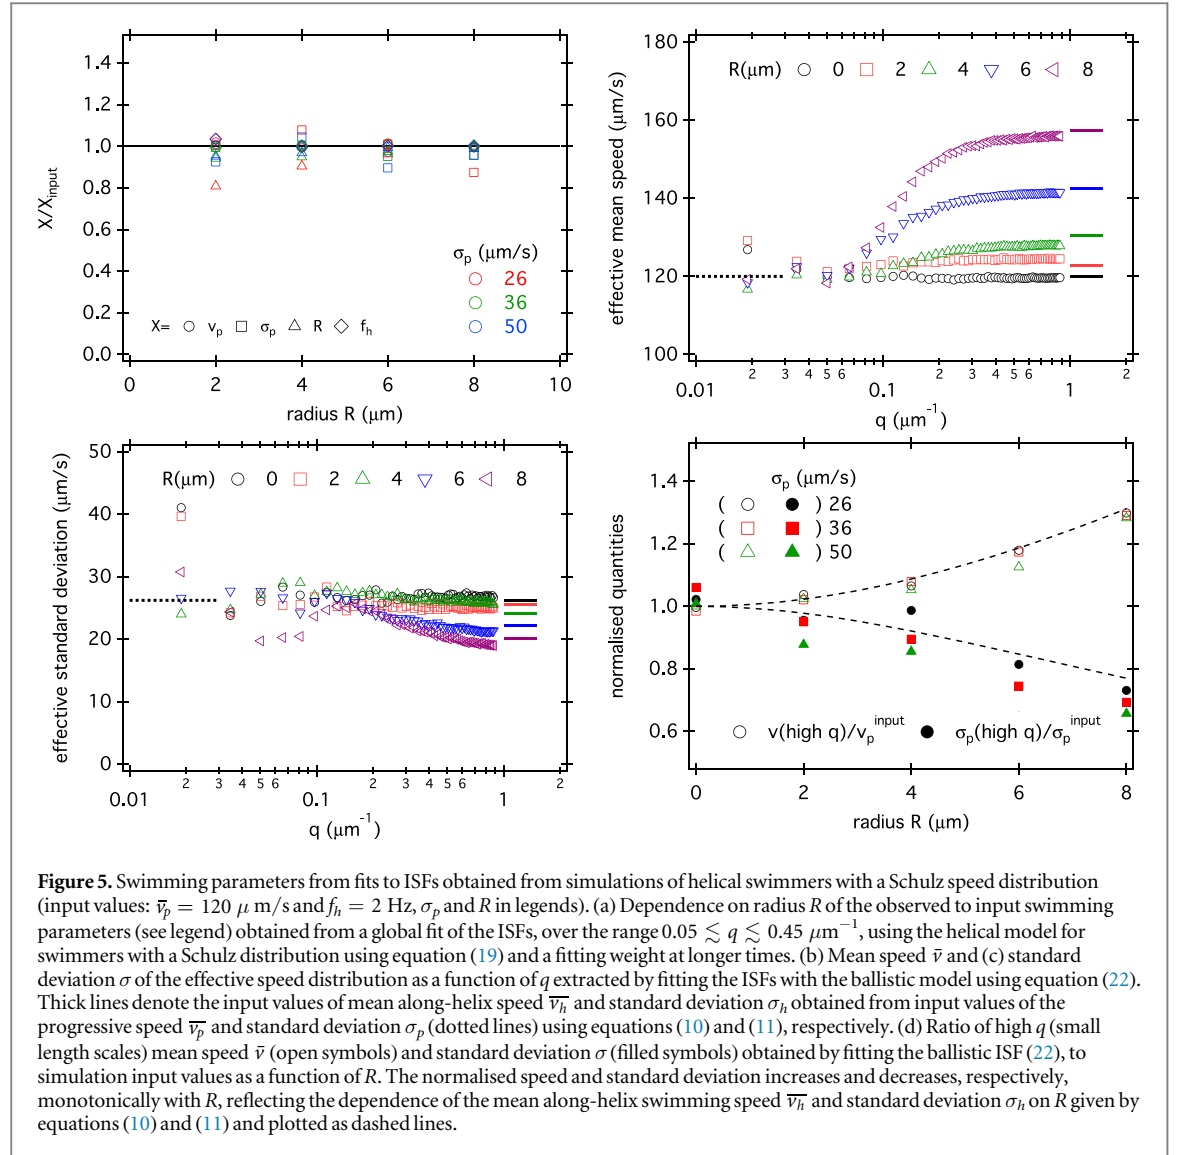 1.4
1.2
1.0
0.8
0.6
0.4
0.2
0.0
X/X_input
σ_p (μm/s)
26
36
50
X= v_p σ_p R f_h
0 2 4 6 8 10
radius R (μm)
180
160
140
120
100
effective mean speed (μm/s)
R(μm) 0 2 4 6 8
0.01 2 3 4 5 6 0.1 2 3 4 5 6 1 2
q (μm⁻¹)
50
40
30
20
10
0
effective standard deviation (μm/s)
R(μm) 0 2 4 6 8
0.01 2 3 4 5 6 0.1 2 3 4 5 6 1 2
q (μm⁻¹)
1.4
1.2
1.0
0.8
0.6
normalised quantities
σ_p (μm/s)
( ) 26
( ) 36
( ) 50
v(high q)/v_p^input σ_p(high q)/σ_p^input
0 2 4 6 8
radius R (μm)
Figure 5. Swimming parameters from fits to ISFs obtained from simulations of helical swimmers with a Schulz speed distribution
(input values: v̄_p = 120 μ m/s and f_h = 2 Hz, σ_p and R in legends). (a) Dependence on radius R of the observed to input swimming
parameters (see legend) obtained from a global fit of the ISFs, over the range 0.05 ≲ q ≲ 0.45 μm⁻¹, using the helical model for
swimmers with a Schulz distribution using equation (19) and a fitting weight at longer times. (b) Mean speed v̄ and (c) standard
deviation σ of the effective speed distribution as a function of q extracted by fitting the ISFs with the ballistic model using equation (22).
Thick lines denote the input values of mean along-helix speed v̄_h and standard deviation σ_h obtained from input values of the
progressive speed v̄_p and standard deviation σ_p (dotted lines) using equations (10) and (11), respectively. (d) Ratio of high q (small
length scales) mean speed v̄ (open symbols) and standard deviation σ (filled symbols) obtained by fitting the ballistic ISF (22), to
simulation input values as a function of R. The normalised speed and standard deviation increases and decreases, respectively,
monotonically with R, reflecting the dependence of the mean along-helix swimming speed v̄_h and standard deviation σ_h on R given by
equations (10) and (11) and plotted as dashed lines.